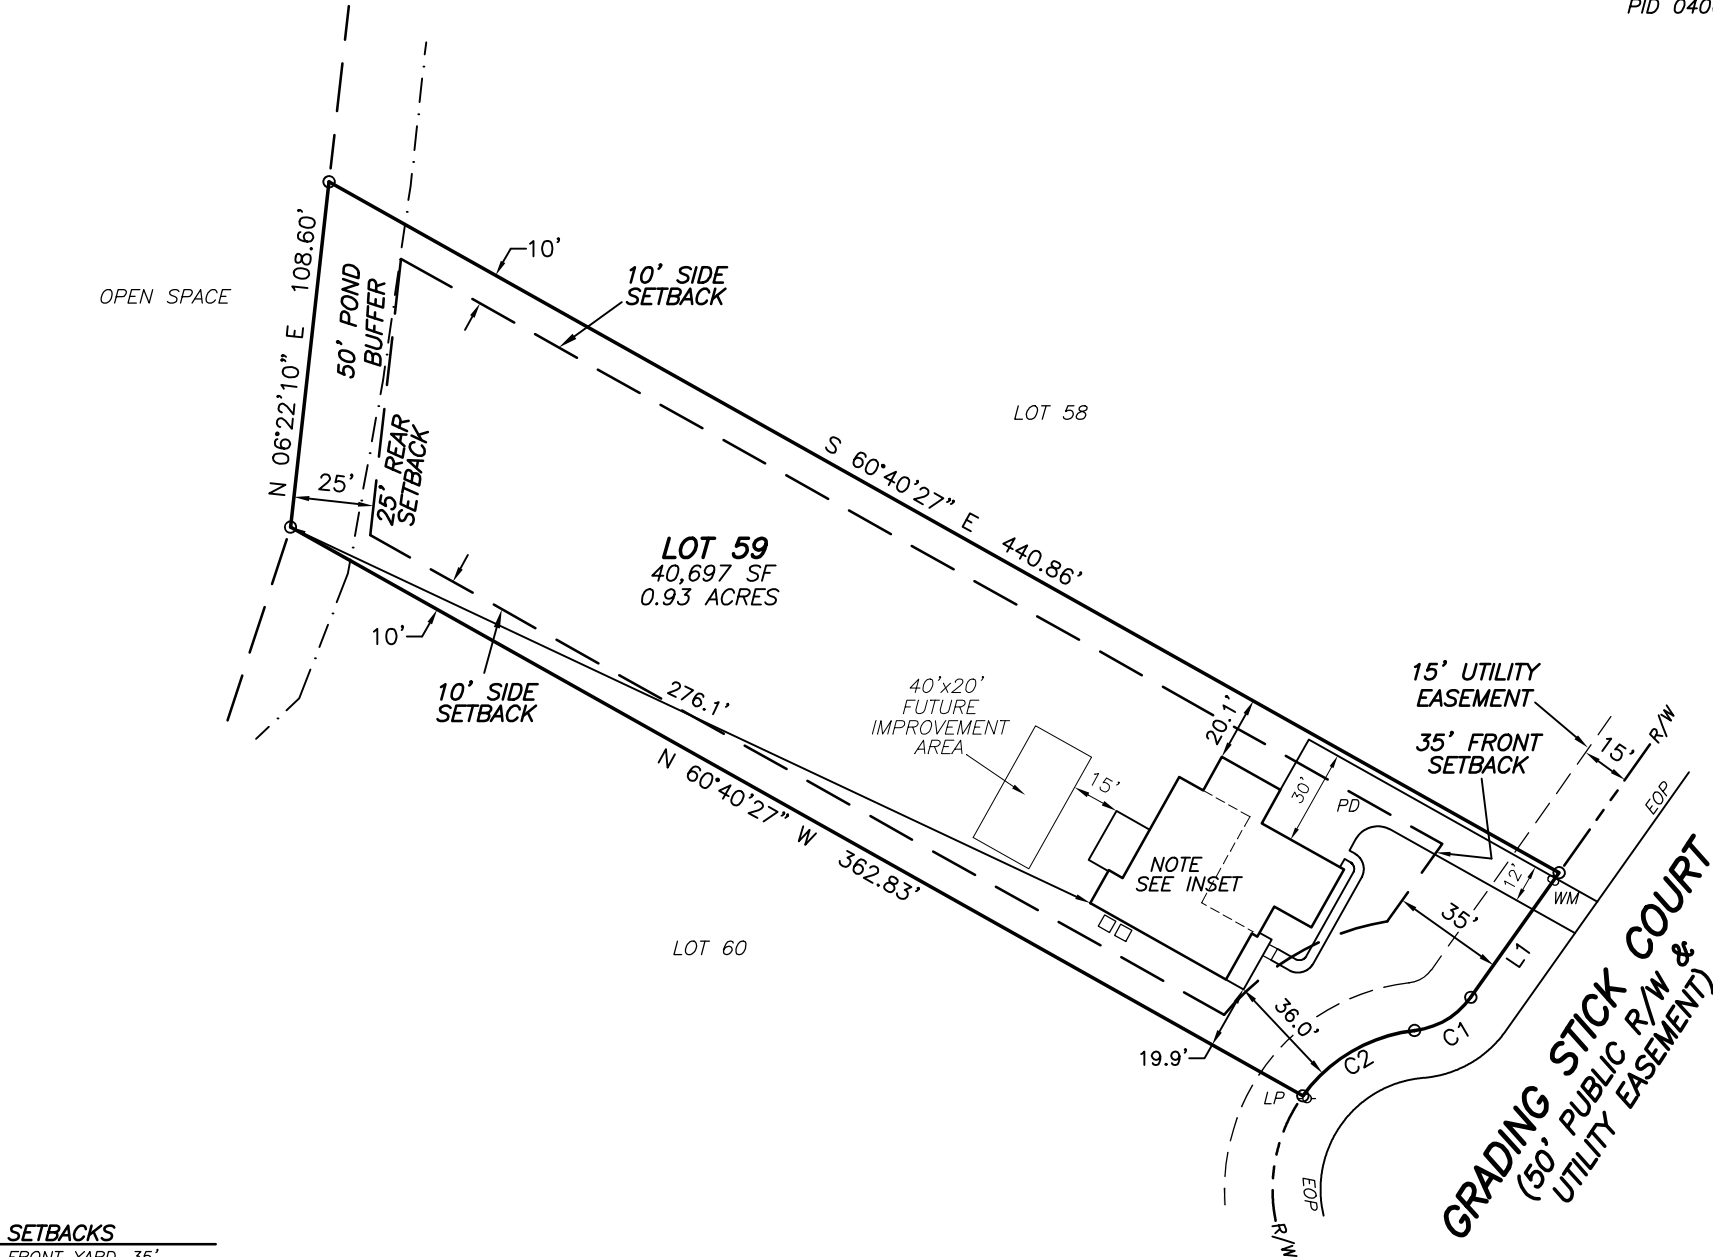 PID 040
OPEN SPACE
N 06°22'10" E 108.60'
50' POND
BUFFER
25'
25' REAR
SETBACK
10'
10' SIDE
SETBACK
LOT 58
S 60°40'27" E 440.86'
LOT 59
40,697 SF
0.93 ACRES
10'
10' SIDE
SETBACK
276.1'
N 60°40'27" W 362.83'
LOT 60
40'x20'
FUTURE
IMPROVEMENT
AREA
15'
20.1'
30'
PD
NOTE
SEE INSET
15' UTILITY
EASEMENT
35' FRONT
SETBACK
15'
R/W
EOP
12'
WM
35'
L1
C1
C2
36.0'
19.9'
LP
EOP
R/W
GRADING STICK COURT
(50' PUBLIC R/W &
UTILITY EASEMENT)
SETBACKS
FRONT YARD 35'